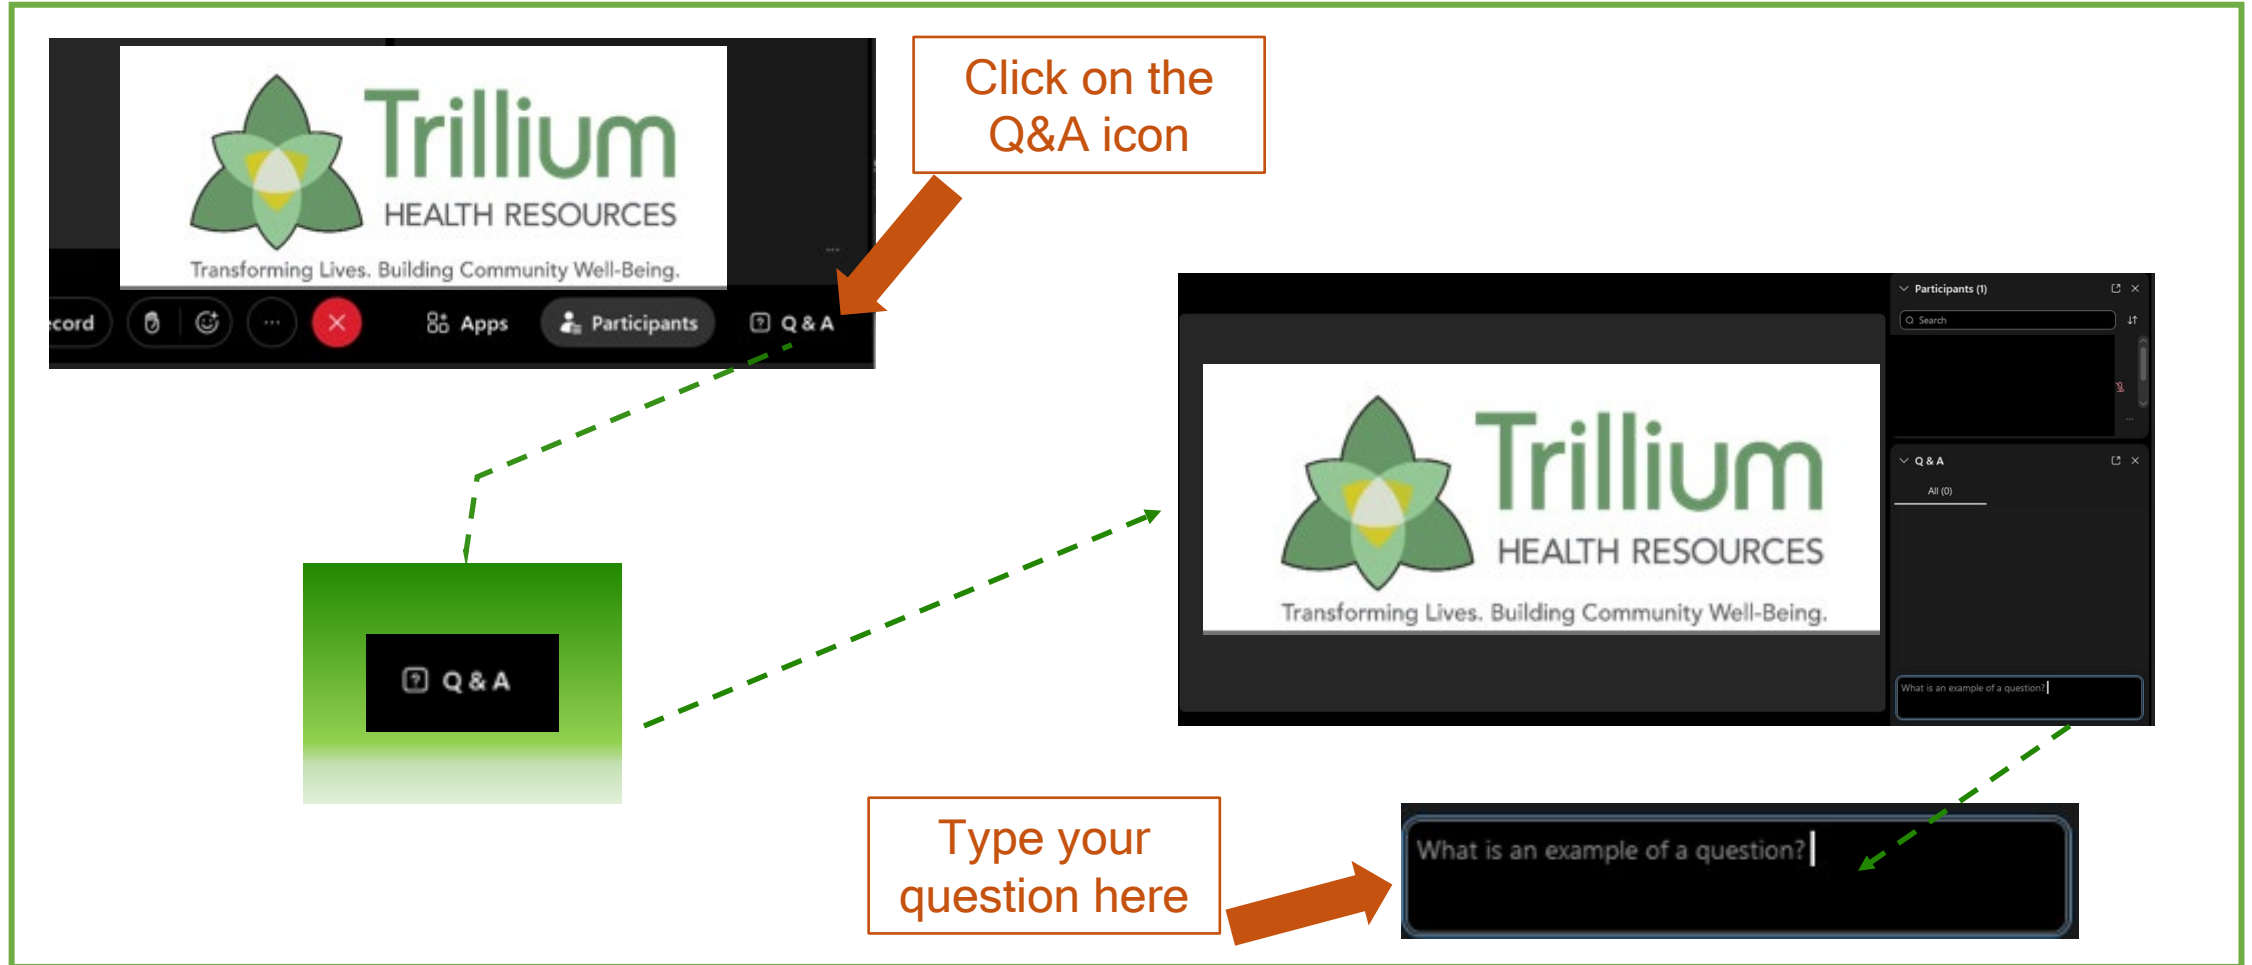 Click on the
Q&A icon
Trillium
HEALTH RESOURCES
Transforming Lives. Building Community Well-Being.
ecord
Apps
Participants
Q & A
Participants (1)
Search
Trillium
HEALTH RESOURCES
Transforming Lives. Building Community Well-Being.
Q & A
All (0)
What is an example of a question?
Q & A
Type your
question here
What is an example of a question?